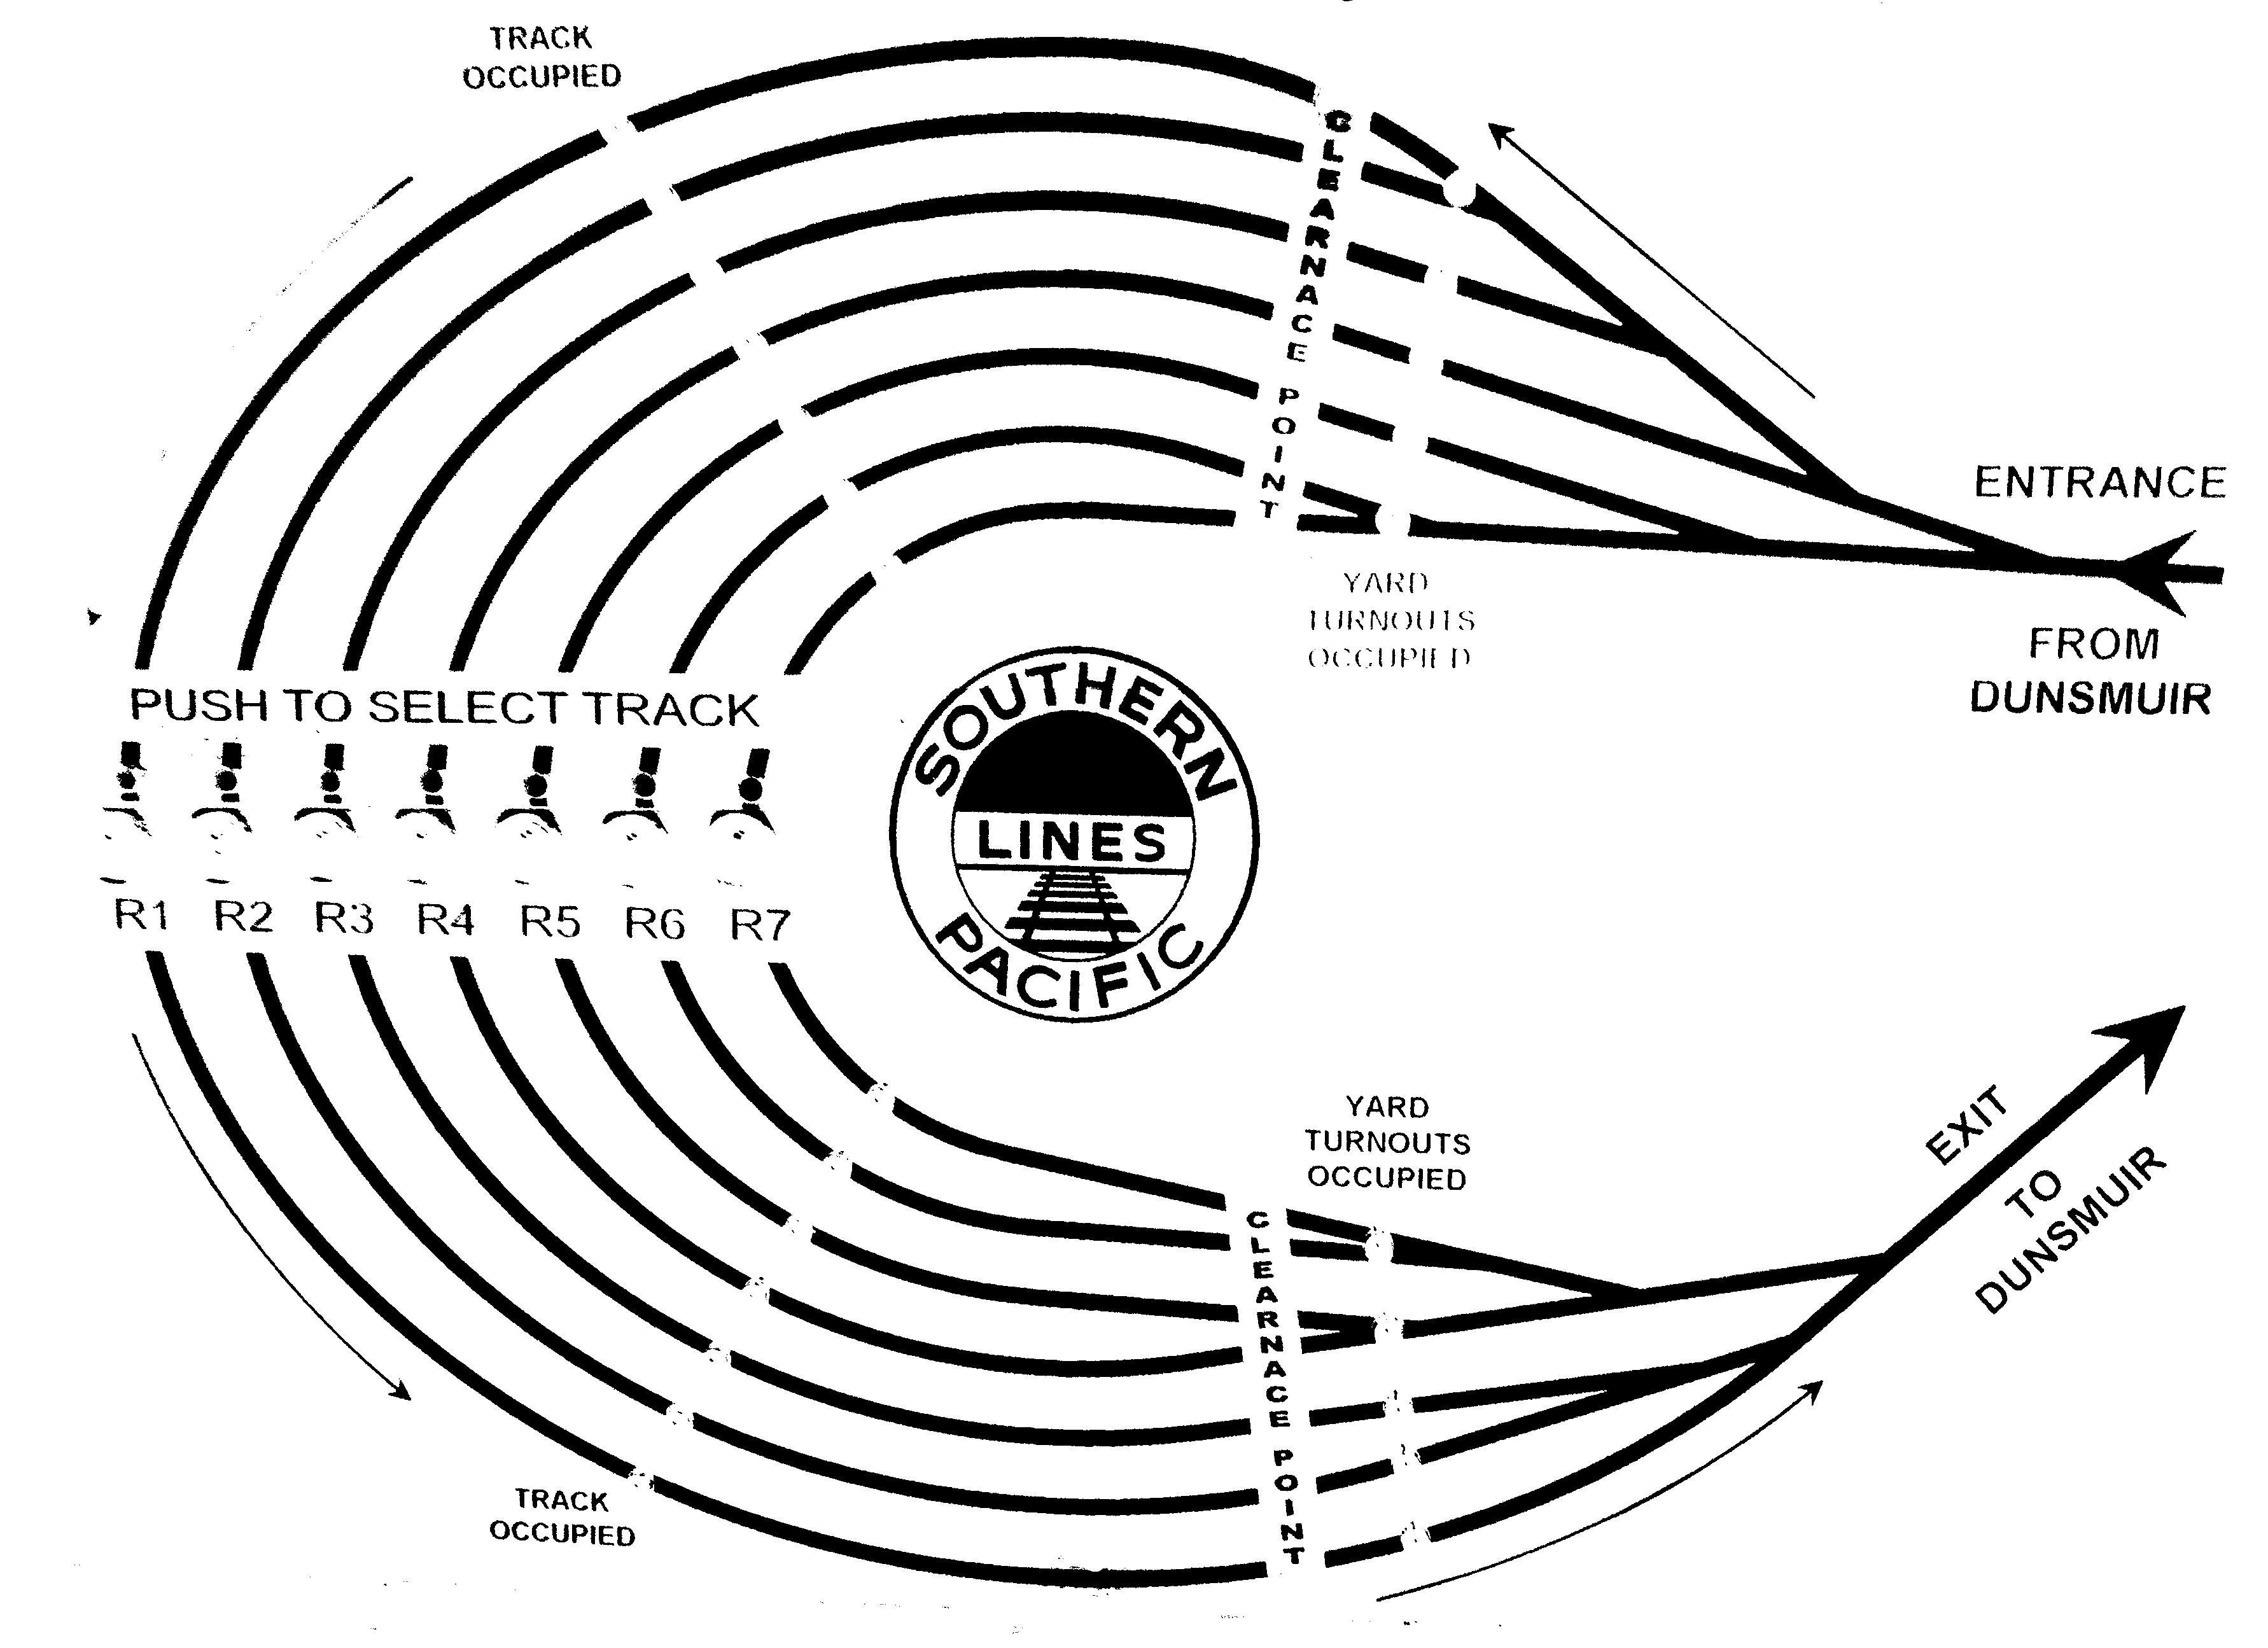 TRACK
OCCUPIED
CLEARNACE POINT
ENTRANCE
FROM
DUNSMUIR
YARD
TURNOUTS
OCCUPIED
PUSH TO SELECT TRACK
R1 R2 R3 R4 R5 R6 R7
SOUTHERN
LINES
PACIFIC
YARD
TURNOUTS
OCCUPIED
CLEARNACE POINT
EXIT
TO
DUNSMUIR
TRACK
OCCUPIED